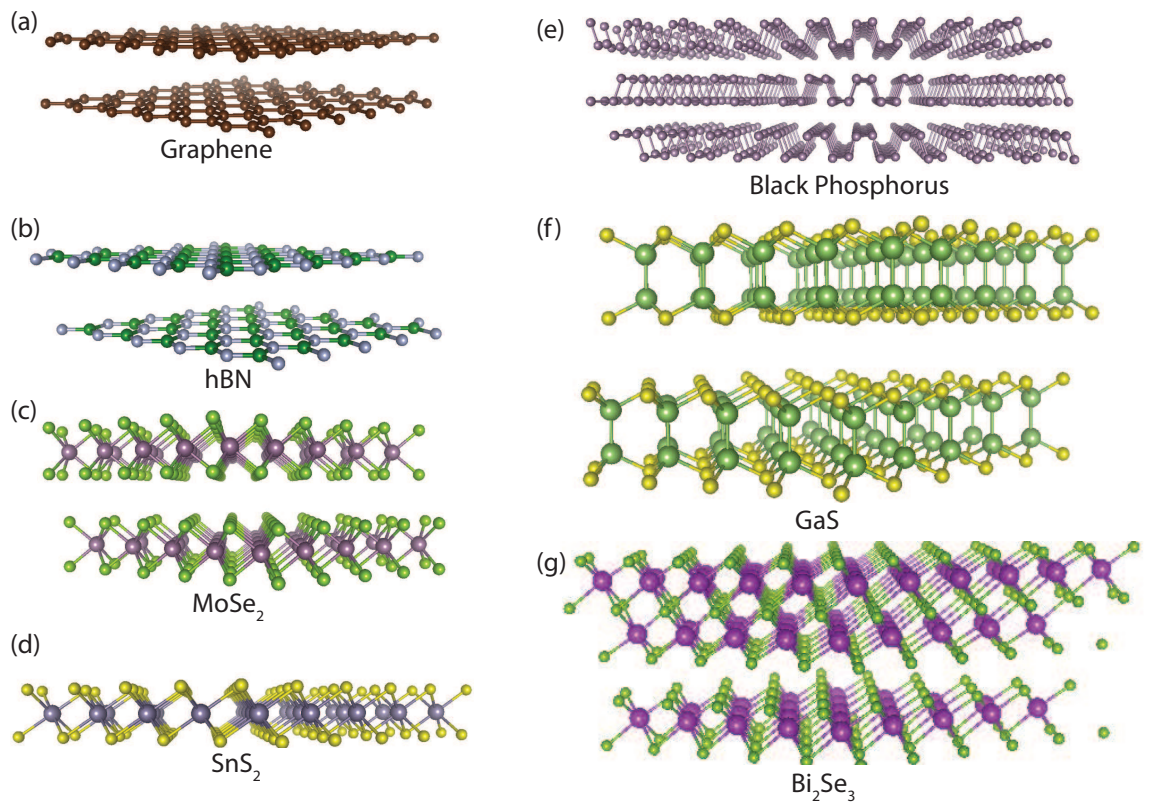 (a)
Graphene
(b)
hBN
(c)
MoSe₂
(d)
SnS₂
(e)
Black Phosphorus
(f)
GaS
(g)
Bi₂Se₃